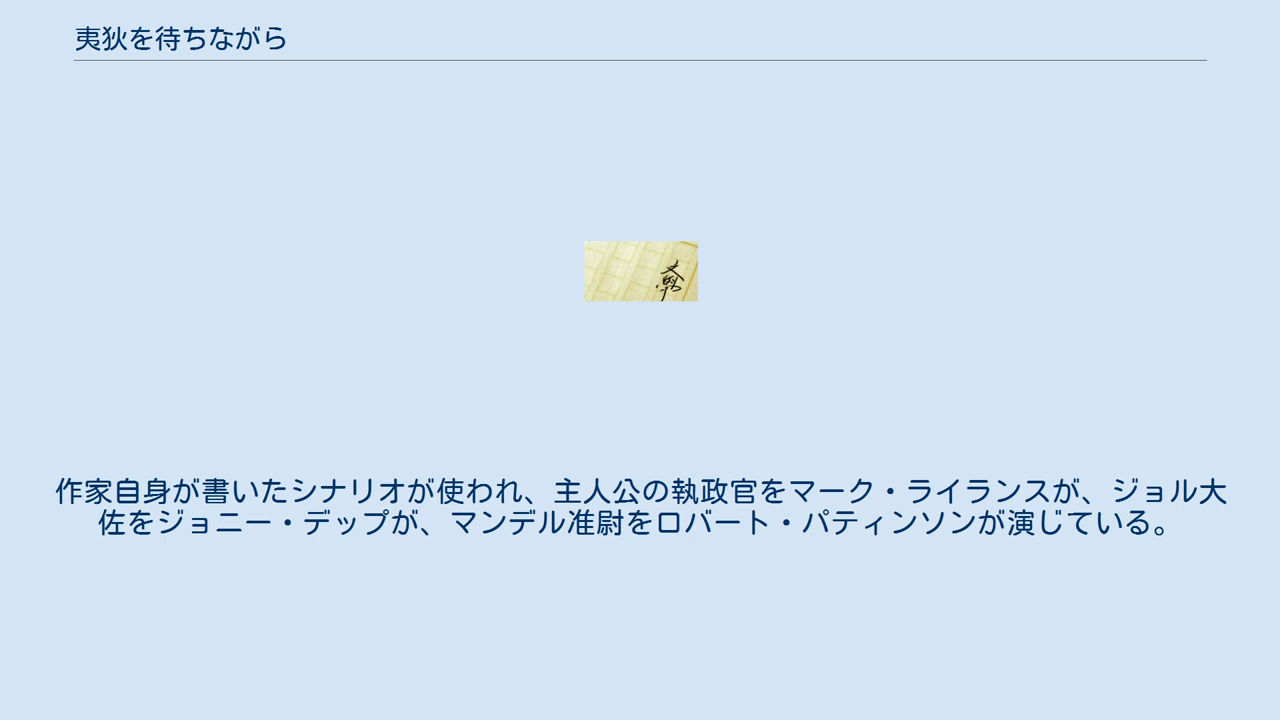 夷狄を待ちながら
作家自身が書いたシナリオが使われ、主人公の執政官をマーク・ライランスが、ジョル大
佐をジョニー・デップが、マンデル准尉をロバート・パティンソンが演じている。